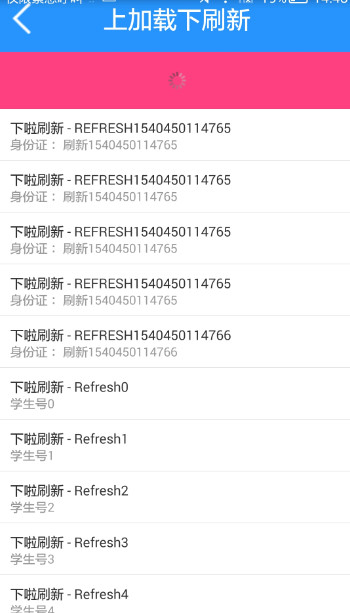 上加载下刷新
下啦刷新 - REFRESH1540450114765
身份证： 刷新1540450114765
下啦刷新 - REFRESH1540450114765
身份证： 刷新1540450114765
下啦刷新 - REFRESH1540450114765
身份证： 刷新1540450114765
下啦刷新 - REFRESH1540450114765
身份证： 刷新1540450114765
下啦刷新 - REFRESH1540450114766
身份证： 刷新1540450114766
下啦刷新 - Refresh0
学生号0
下啦刷新 - Refresh1
学生号1
下啦刷新 - Refresh2
学生号2
下啦刷新 - Refresh3
学生号3
下啦刷新 - Refresh4
学生号4